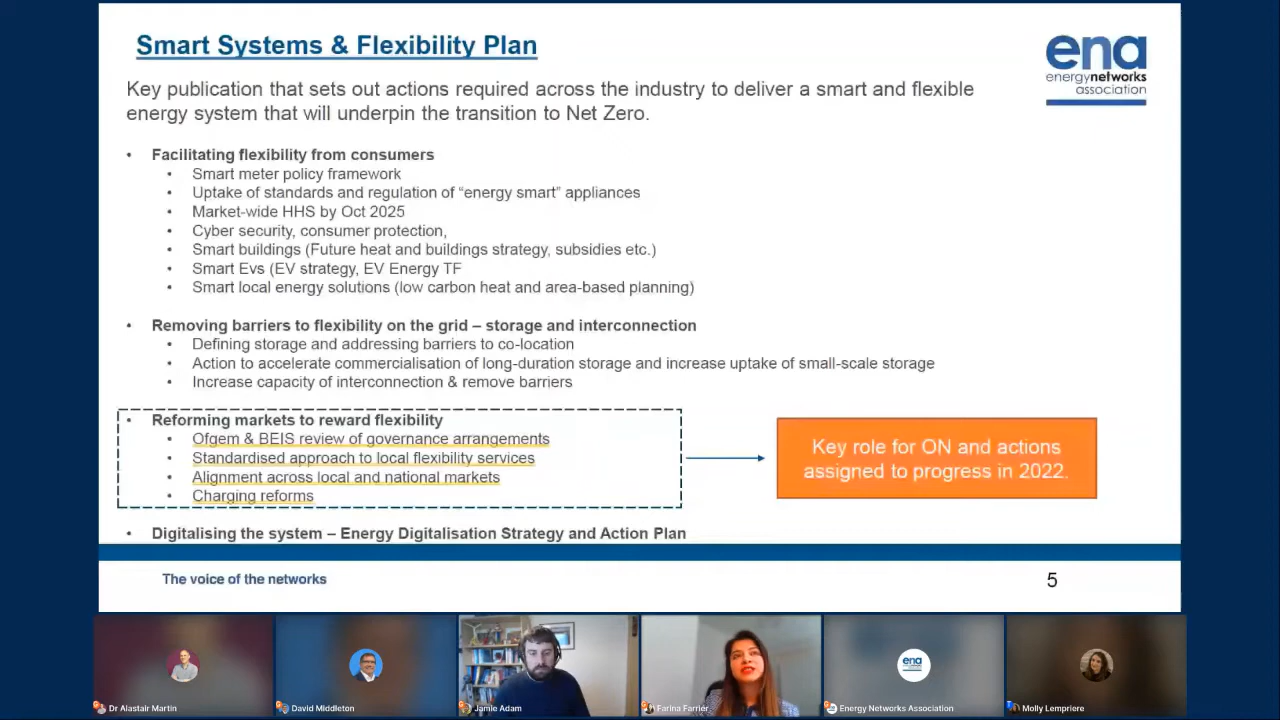 Smart Systems & Flexibility Plan
ena
energynetworks
association
Key publication that sets out actions required across the industry to deliver a smart and flexible
energy system that will underpin the transition to Net Zero.
• Facilitating flexibility from consumers
• Smart meter policy framework
• Uptake of standards and regulation of “energy smart” appliances
• Market-wide HHS by Oct 2025
• Cyber security, consumer protection,
• Smart buildings (Future heat and buildings strategy, subsidies etc.)
• Smart Evs (EV strategy, EV Energy TF
• Smart local energy solutions (low carbon heat and area-based planning)
• Removing barriers to flexibility on the grid – storage and interconnection
• Defining storage and addressing barriers to co-location
• Action to accelerate commercialisation of long-duration storage and increase uptake of small-scale storage
• Increase capacity of interconnection & remove barriers
• Reforming markets to reward flexibility
• Ofgem & BEIS review of governance arrangements
• Standardised approach to local flexibility services
• Alignment across local and national markets
• Charging reforms
Key role for ON and actions
assigned to progress in 2022.
• Digitalising the system – Energy Digitalisation Strategy and Action Plan
The voice of the networks
5
ena
Dr Alastair Martin
David Middleton
Jamie Adam
Farina Farrier
Energy Networks Association
Molly Lempriere